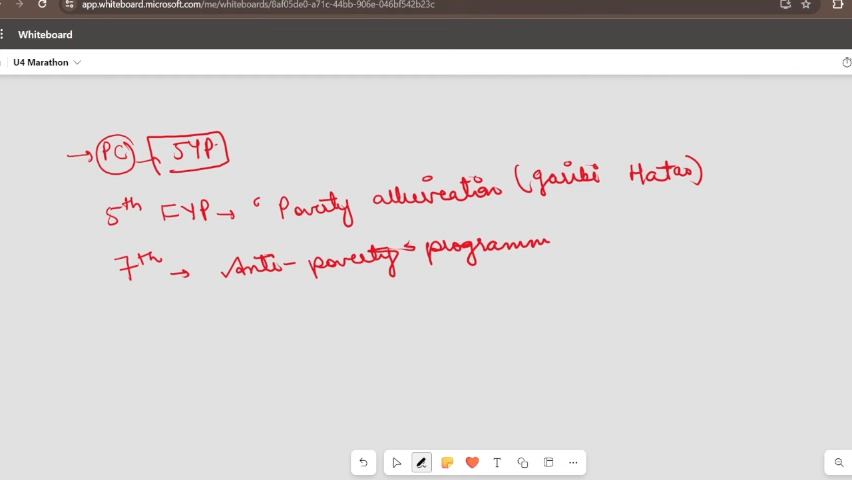 app.whiteboard.microsoft.com/me/whiteboards/8af05de0-a71c-44bb-906e-046bf542b23c
Whiteboard
U4 Marathon
→ PC 5YP
5th FYP → " Poverty alleviation (garibi Hatao)
7th → Anti-poverty programm
T